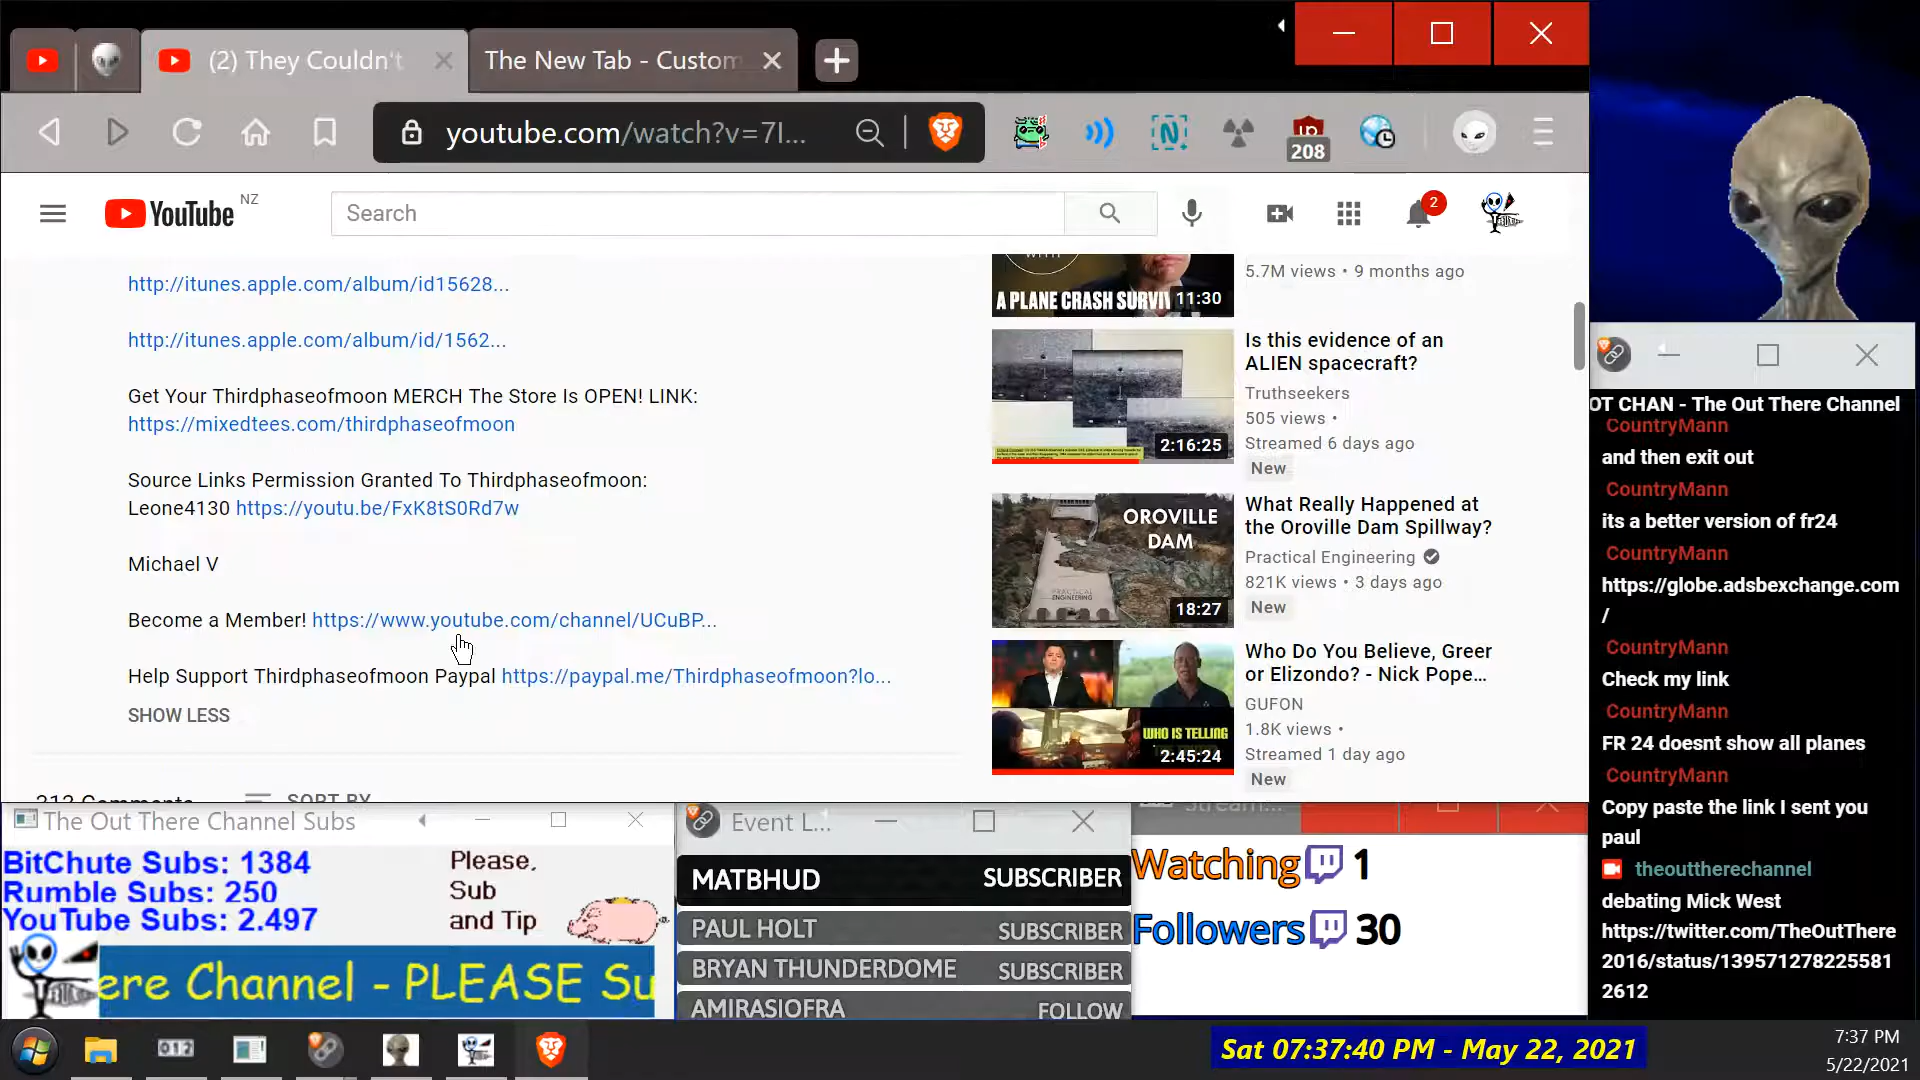 (2) They Couldn't
The New Tab - Custom
youtube.com/watch?v=7I...
208
YouTube NZ
Search
2
http://itunes.apple.com/album/id15628...
http://itunes.apple.com/album/id/1562...
Get Your Thirdphaseofmoon MERCH The Store Is OPEN! LINK:
https://mixedtees.com/thirdphaseofmoon
Source Links Permission Granted To Thirdphaseofmoon:
Leone4130 https://youtu.be/FxK8tS0Rd7w
Michael V
Become a Member! https://www.youtube.com/channel/UCuBP...
Help Support Thirdphaseofmoon Paypal https://paypal.me/Thirdphaseofmoon?lo...
SHOW LESS
313 Comments
SORT BY
A PLANE CRASH SURVI
11:30
5.7M views • 9 months ago
2:16:25
Is this evidence of an
ALIEN spacecraft?
Truthseekers
505 views •
Streamed 6 days ago
New
OROVILLE
DAM
PRACTICAL
ENGINEERING
18:27
What Really Happened at
the Oroville Dam Spillway?
Practical Engineering
821K views • 3 days ago
New
WHO IS TELLING
2:45:24
Who Do You Believe, Greer
or Elizondo? - Nick Pope...
GUFON
1.8K views •
Streamed 1 day ago
New
OT CHAN - The Out There Channel
CountryMann
and then exit out
CountryMann
its a better version of fr24
CountryMann
https://globe.adsbexchange.com
/
CountryMann
Check my link
CountryMann
FR 24 doesnt show all planes
CountryMann
Copy paste the link I sent you
paul
theouttherechannel
debating Mick West
https://twitter.com/TheOutThere
2016/status/139571278225581
2612
The Out There Channel Subs
BitChute Subs: 1384
Rumble Subs: 250
YouTube Subs: 2.497
Please,
Sub
and Tip
ere Channel - PLEASE Su
Event L...
MATBHUD SUBSCRIBER
PAUL HOLT SUBSCRIBER
BRYAN THUNDERDOME SUBSCRIBER
AMIRASIOFRA FOLLOW
Stream...
Watching 1
Followers 30
012
Sat 07:37:40 PM - May 22, 2021
7:37 PM
5/22/2021